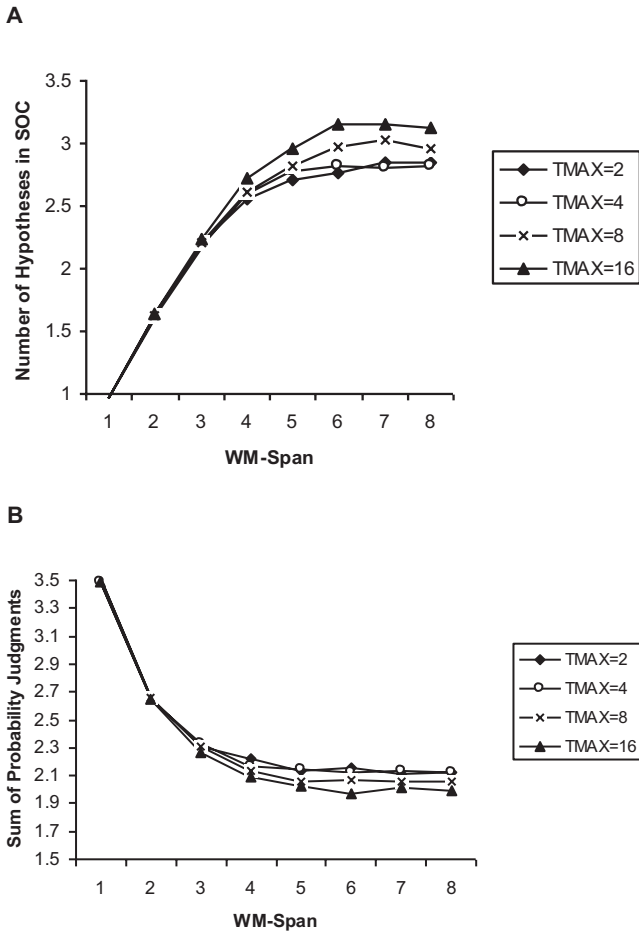 A
3.5
3
2.5
2
1.5
1
Number of Hypotheses in SOC
1 2 3 4 5 6 7 8
WM-Span
TMAX=2
TMAX=4
TMAX=8
TMAX=16
B
3.5
3.3
3.1
2.9
2.7
2.5
2.3
2.1
1.9
1.7
1.5
Sum of Probability Judgments
1 2 3 4 5 6 7 8
WM-Span
TMAX=2
TMAX=4
TMAX=8
TMAX=16